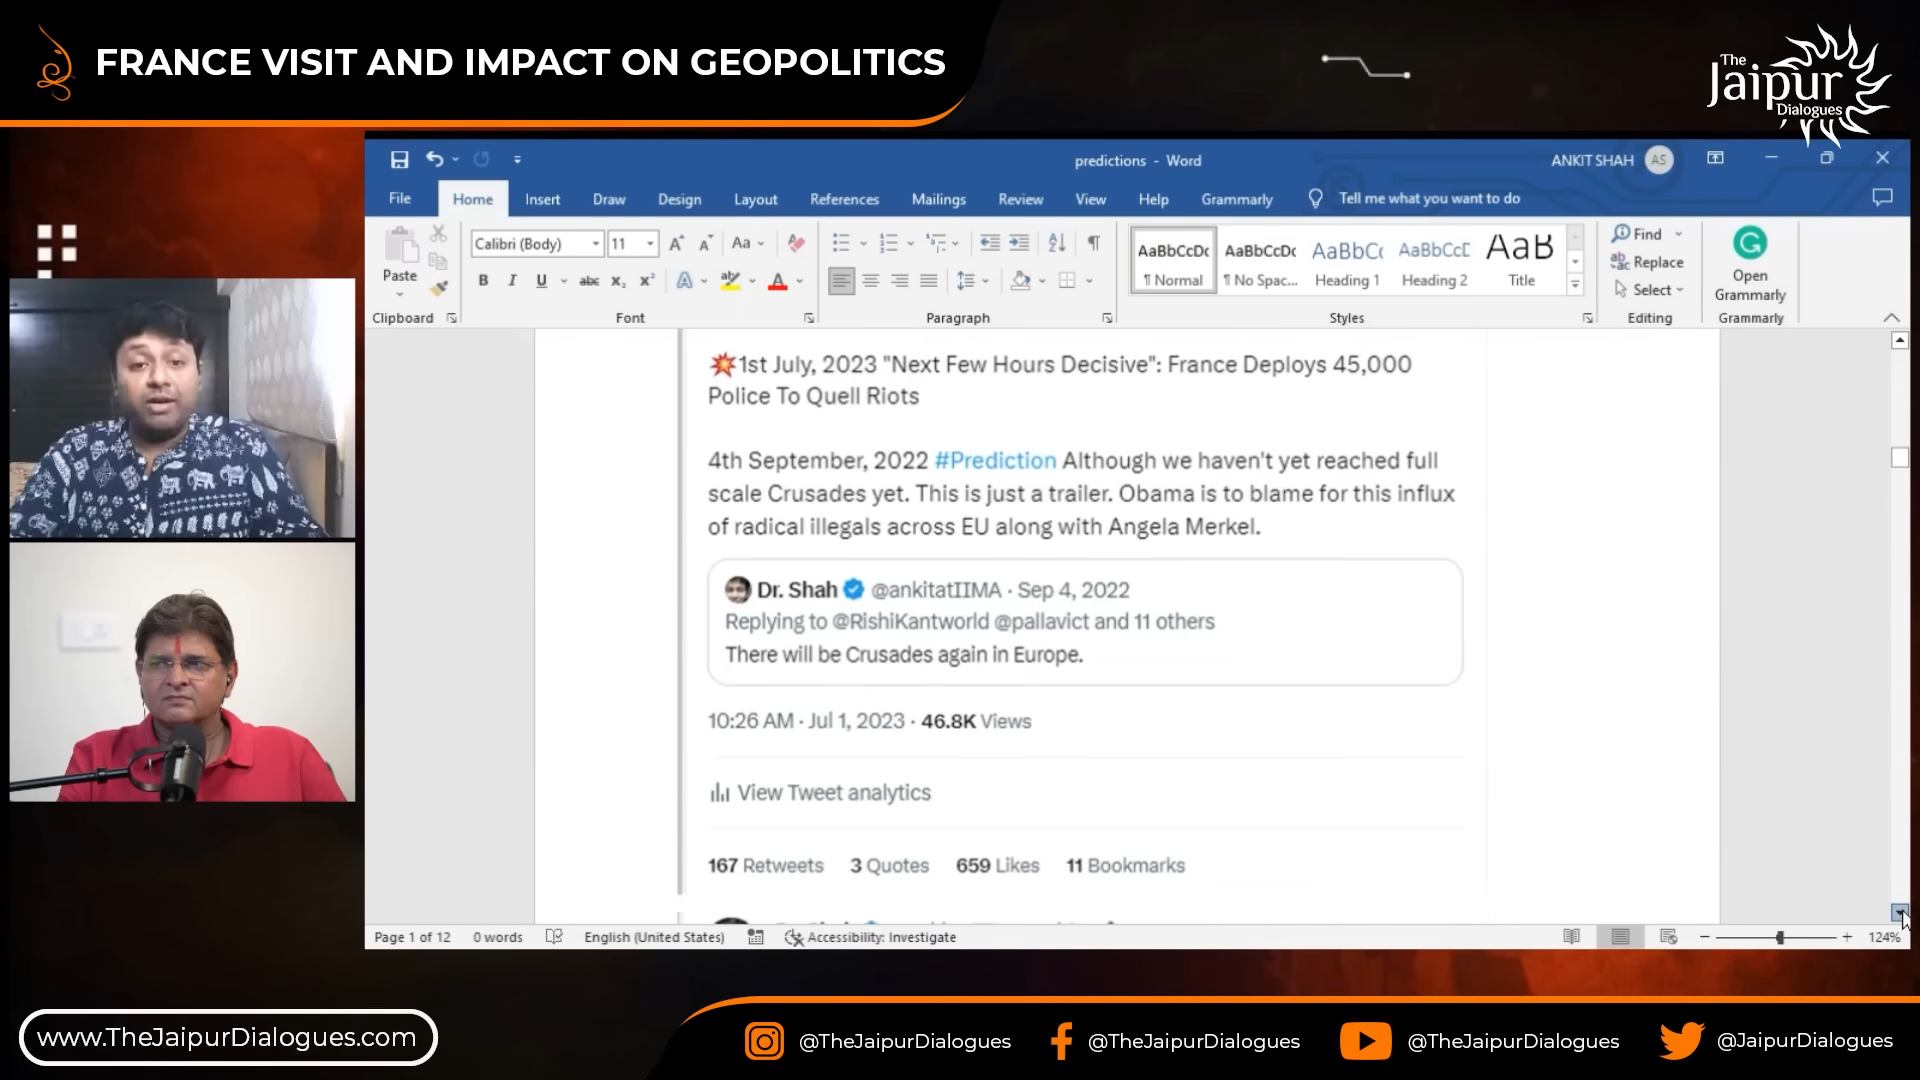 FRANCE VISIT AND IMPACT ON GEOPOLITICS
The
Jaipur
Dialogues
predictions - Word
ANKIT SHAH
AS
File
Home
Insert
Draw
Design
Layout
References
Mailings
Review
View
Help
Grammarly
Tell me what you want to do
Paste
Clipboard
Calibri (Body)
11
Font
Paragraph
AaBbCcDc
¶ Normal
AaBbCcDc
¶ No Spac...
AaBbCc
Heading 1
AaBbCcD
Heading 2
AaB
Title
Styles
Find
Replace
Select
Editing
Open
Grammarly
Grammarly
💥1st July, 2023 "Next Few Hours Decisive": France Deploys 45,000
Police To Quell Riots
4th September, 2022 #Prediction Although we haven't yet reached full
scale Crusades yet. This is just a trailer. Obama is to blame for this influx
of radical illegals across EU along with Angela Merkel.
Dr. Shah @ankitatIIMA · Sep 4, 2022
Replying to @RishiKantworld @pallavict and 11 others
There will be Crusades again in Europe.
10:26 AM · Jul 1, 2023 · 46.8K Views
View Tweet analytics
167 Retweets 3 Quotes 659 Likes 11 Bookmarks
Page 1 of 12 0 words English (United States) Accessibility: Investigate
124%
www.TheJaipurDialogues.com
@TheJaipurDialogues
@TheJaipurDialogues
@TheJaipurDialogues
@JaipurDialogues